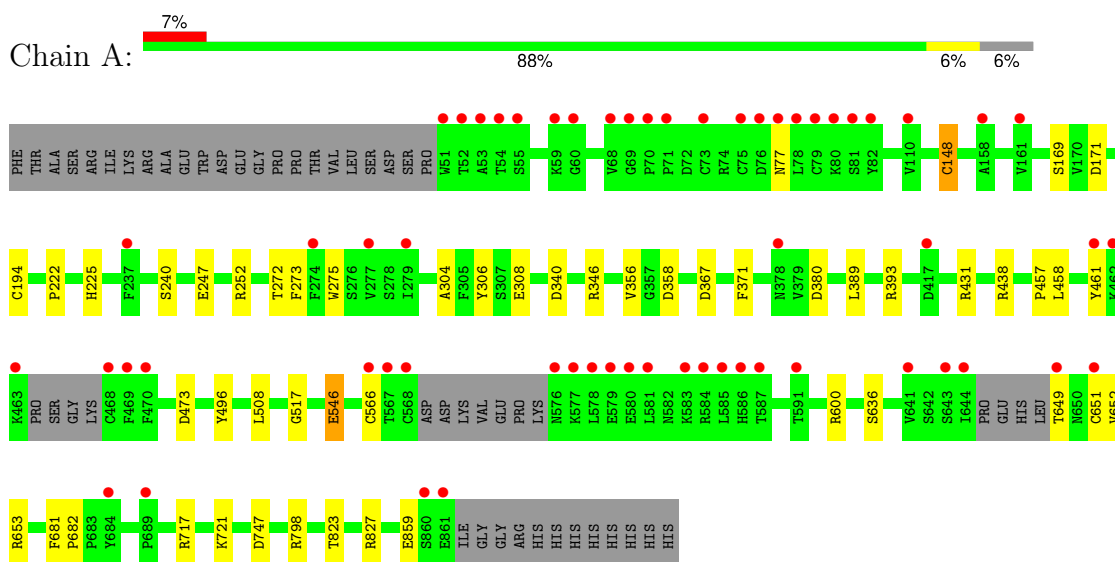 7%
Chain A:
88% 6% 6%
PHE THR ALA SER ARG ILE LYS ARG ALA GLU TRP ASP GLU GLY PRO PRO THR VAL LEU SER ASP SER PRO W51 T52 A53 T54 S55 K59 G60 V68 G69 P70 P71 D72 C73 R74 C75 D76 N77 L78 C79 K80 S81 Y82 V110 C148 A158 V161 S169 V170 D171
C194 P222 H225 F237 S240 E247 R252 T272 F273 F274 W275 S276 V277 S278 I279 A304 F305 Y306 S307 E308 D340 R346 V356 G357 D358 D367 F371 N378 V379 D380 L389 R393 D417 R431 R438 P457 L458 Y461 K462
K463 PRO SER GLY LYS C468 F469 F470 D473 Y496 L508 G517 E546 C566 T567 C568 ASP ASP LYS VAL GLU PRO LYS N576 K577 L578 E579 E580 L581 N582 K583 R584 L585 H586 T587 T591 R600 S636 V641 S642 S643 I644 PRO GLU HIS LEU T649 N650 C651 V652
R653 F681 P682 P683 Y684 P689 R717 K721 D747 R798 T823 R827 E859 S860 E861 ILE GLY GLY ARG HIS HIS HIS HIS HIS HIS HIS HIS